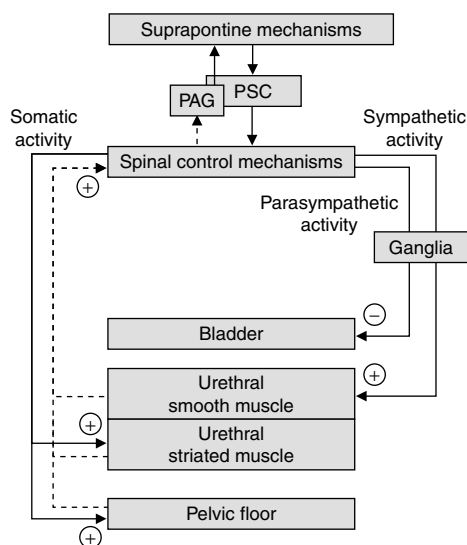 Suprapontine mechanisms
PSC
PAG
Somatic
activity
Sympathetic
activity
Spinal control mechanisms
+
Parasympathetic
activity
Ganglia
−
Bladder
+
Urethral
smooth muscle
+
Urethral
striated muscle
Pelvic floor
+